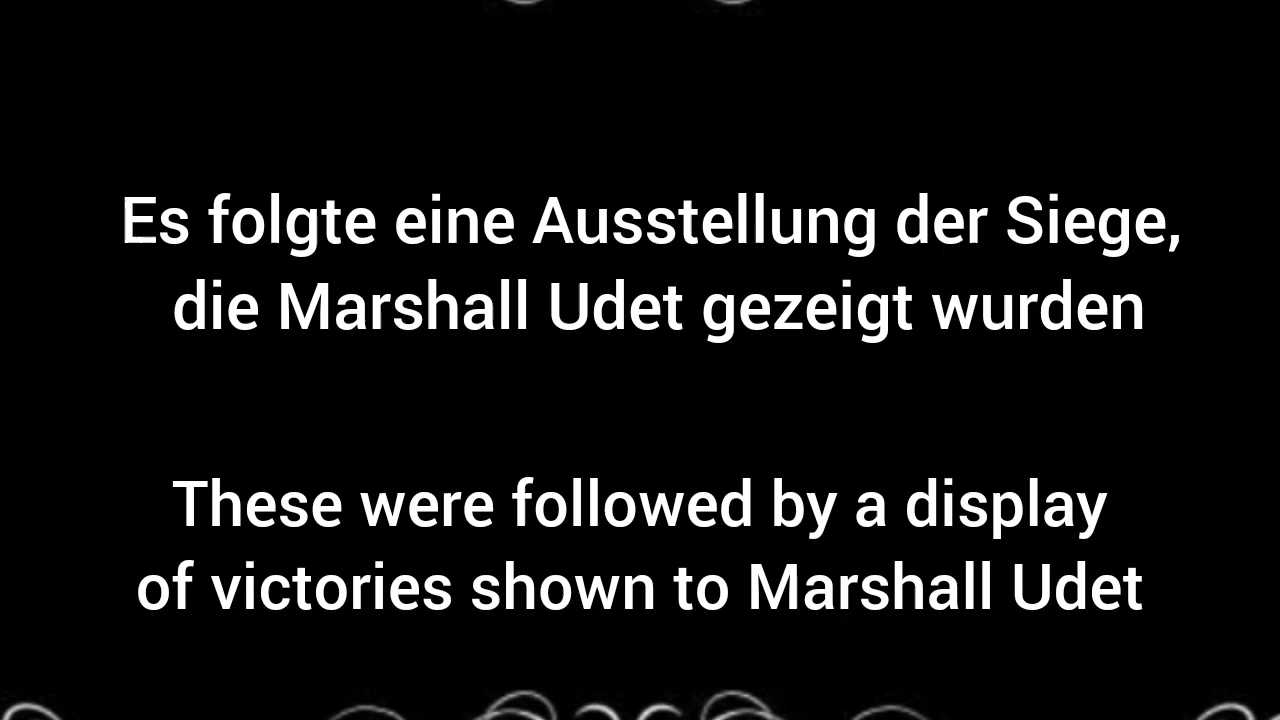 Es folgte eine Ausstellung der Siege,
die Marshall Udet gezeigt wurden
These were followed by a display
of victories shown to Marshall Udet